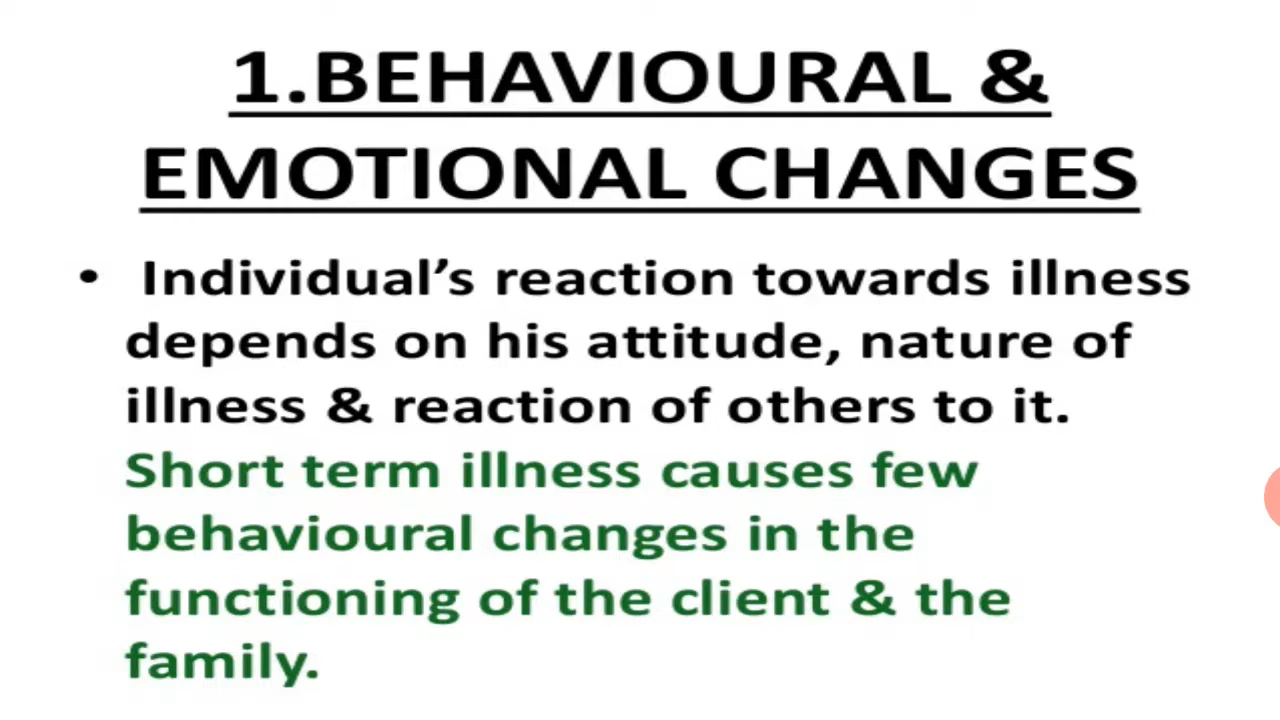 1.BEHAVIOURAL &
EMOTIONAL CHANGES
• Individual’s reaction towards illness
depends on his attitude, nature of
illness & reaction of others to it.
Short term illness causes few
behavioural changes in the
functioning of the client & the
family.